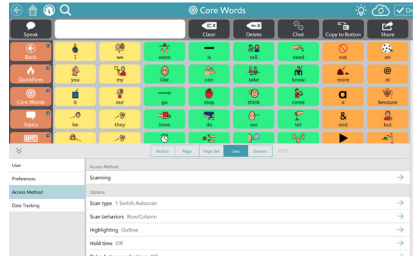 Core Words
Speak Clear Delete Chat Copy to Button Share
Back I we want is tell need not on
QuickFires you my like can take know more at
Core Words it our go stop think come a because
Topics he they have do see let and but
Button Page Page Set User System
User
Preferences
Access Method
Data Tracking
Access Method
Scanning
Options
Scan type 1 Switch Autoscan
Scan behaviors Row/Column
Highlighting Outline
Hold time Off